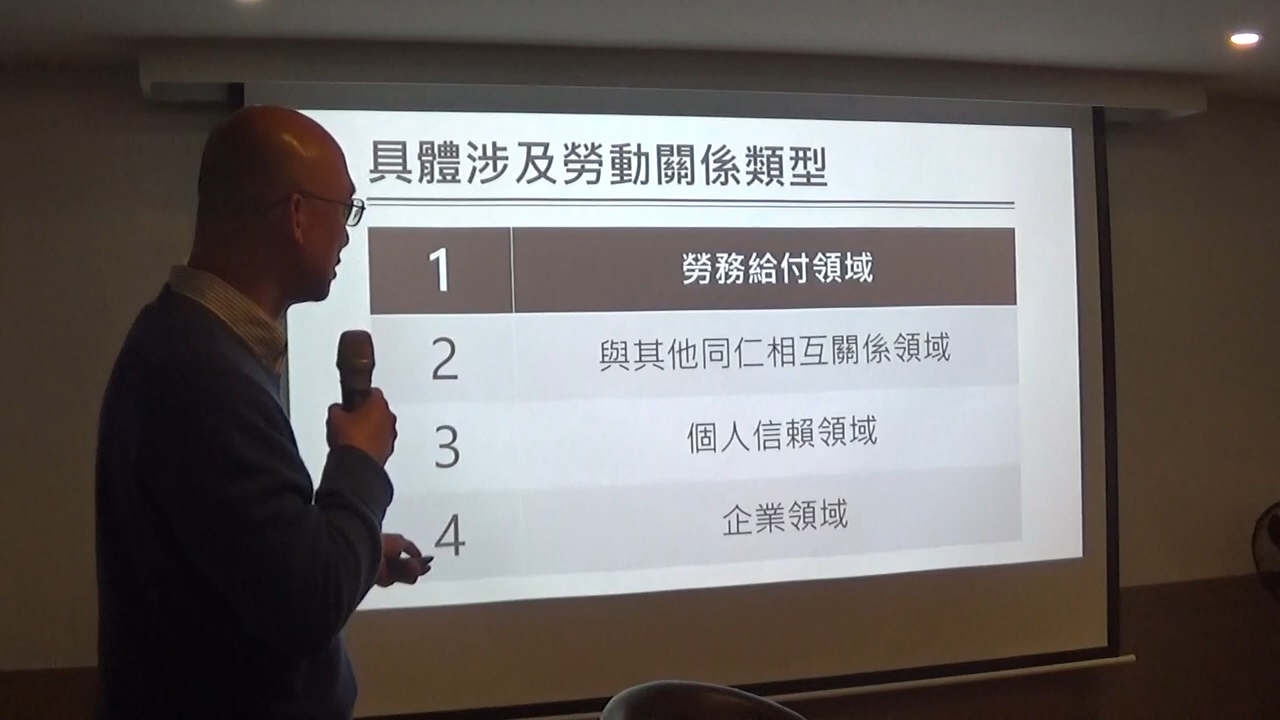 具體涉及勞動關係類型
1 勞務給付領域
2 與其他同仁相互關係領域
3 個人信賴領域
4 企業領域